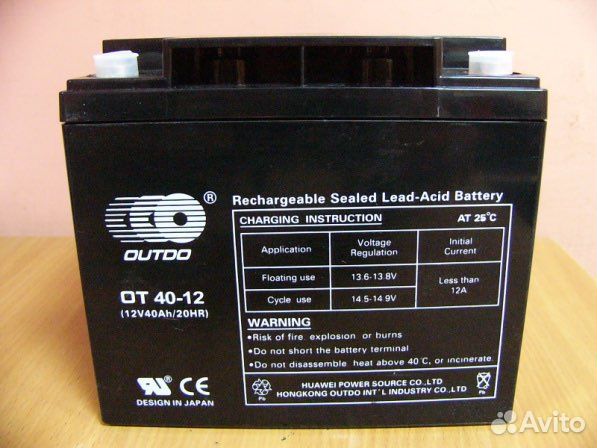 ®
OUTDO
OT 40-12
(12V40Ah/20HR)
Rechargeable Sealed Lead-Acid Battery
CHARGING INSTRUCTION AT 25°C
Application Voltage Regulation Initial Current
Floating use 13.6-13.8V Less than 12A
Cycle use 14.5-14.9V
WARNING
•Risk of fire explosion or burns
•Do not short the battery terminal
•Do not disassemble heat above 40°C, or incinerate.
UR CE
DESIGN IN JAPAN
Pb
HUAWEI POWER SOURCE CO.,LTD
HONGKONG OUTDO INT`L INDUSTRY CO.,LTD
Pb
Avito